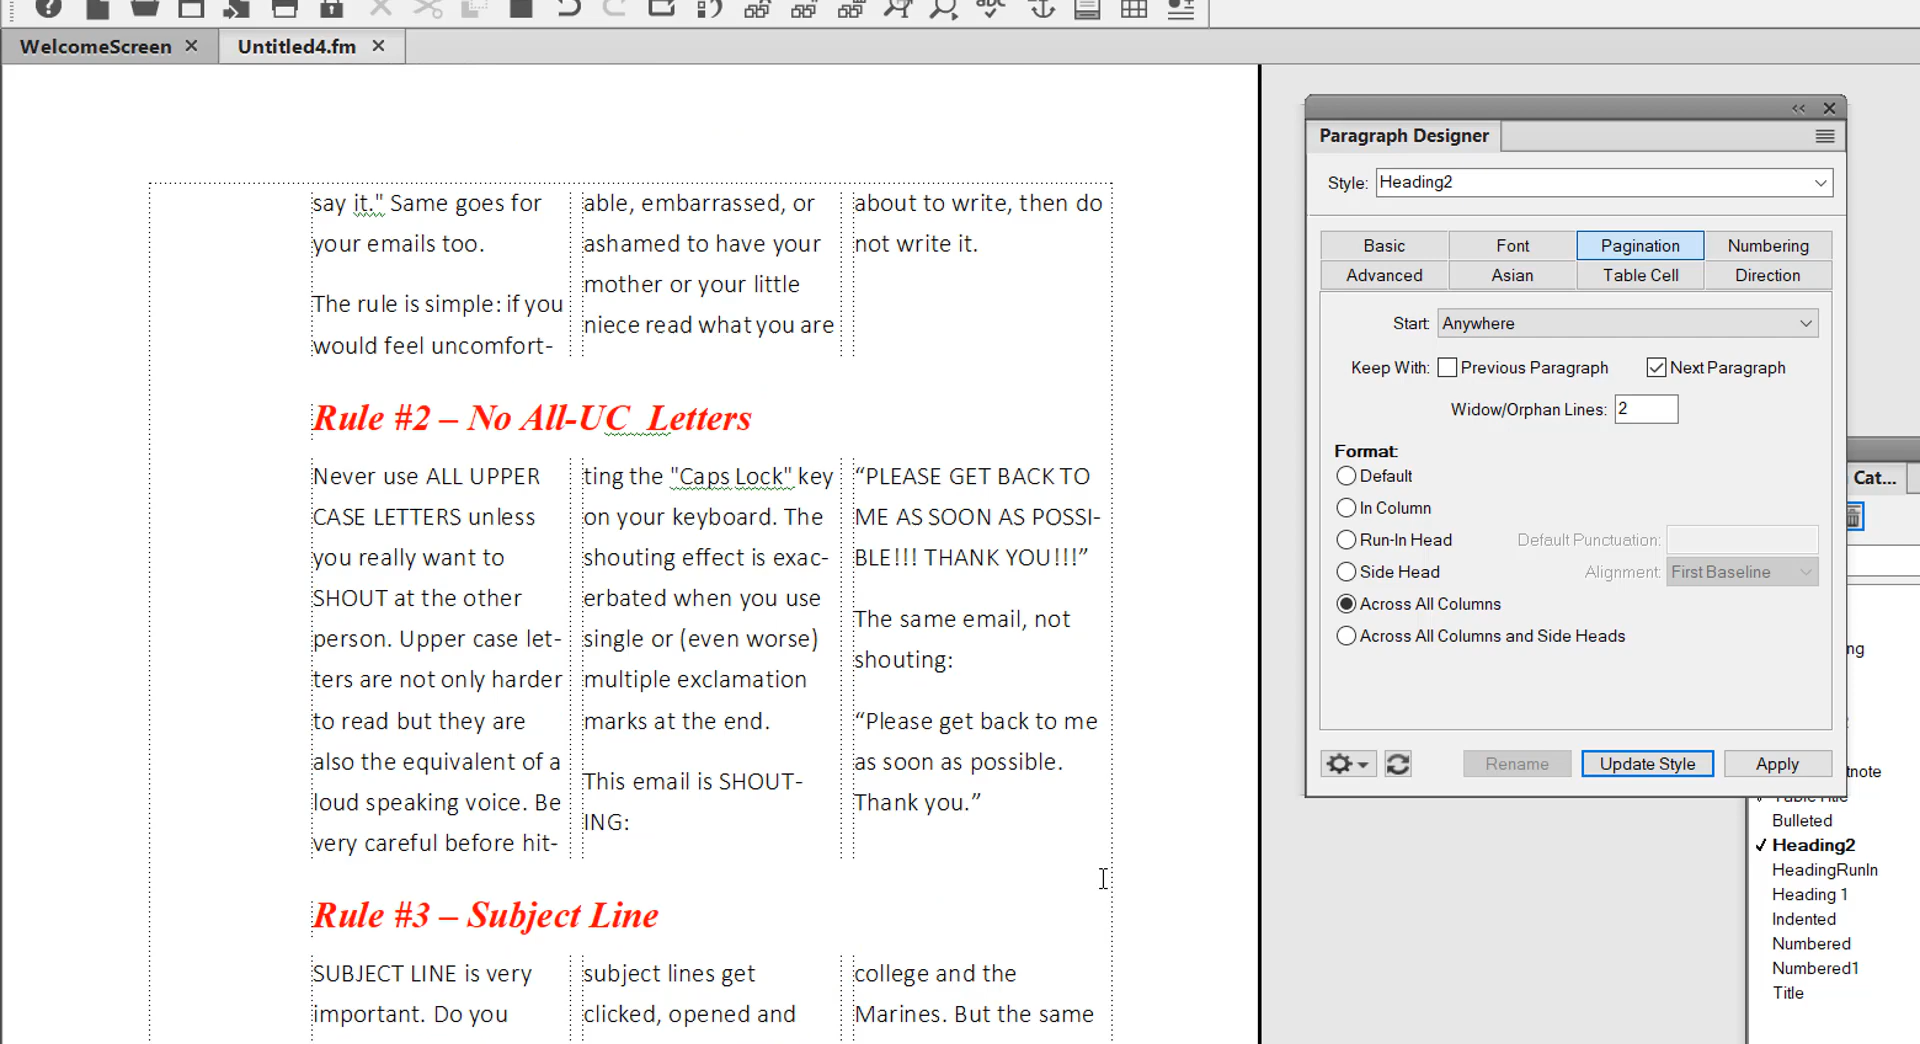 WelcomeScreen ×
Untitled4.fm ×
say it." Same goes for
your emails too.
The rule is simple: if you
would feel uncomfort-
able, embarrassed, or
ashamed to have your
mother or your little
niece read what you are
about to write, then do
not write it.
Rule #2 – No All-UC  Letters
Never use ALL UPPER
CASE LETTERS unless
you really want to
SHOUT at the other
person. Upper case let-
ters are not only harder
to read but they are
also the equivalent of a
loud speaking voice. Be
very careful before hit-
ting the "Caps Lock" key
on your keyboard. The
shouting effect is exac-
erbated when you use
single or (even worse)
multiple exclamation
marks at the end.
This email is SHOUT-
ING:
“PLEASE GET BACK TO
ME AS SOON AS POSSI-
BLE!!! THANK YOU!!!”
The same email, not
shouting:
“Please get back to me
as soon as possible.
Thank you.”
Rule #3 – Subject Line
SUBJECT LINE is very
important. Do you
subject lines get
clicked, opened and
college and the
Marines. But the same
Paragraph Designer
Style: Heading2
Basic Font Pagination Numbering
Advanced Asian Table Cell Direction
Start: Anywhere
Keep With: Previous Paragraph Next Paragraph
Widow/Orphan Lines: 2
Format:
Default
In Column
Run-In Head Default Punctuation:
Side Head Alignment: First Baseline
Across All Columns
Across All Columns and Side Heads
Rename Update Style Apply
Cat...
ng
tnote
Bulleted
Heading2
HeadingRunIn
Heading 1
Indented
Numbered
Numbered1
Title